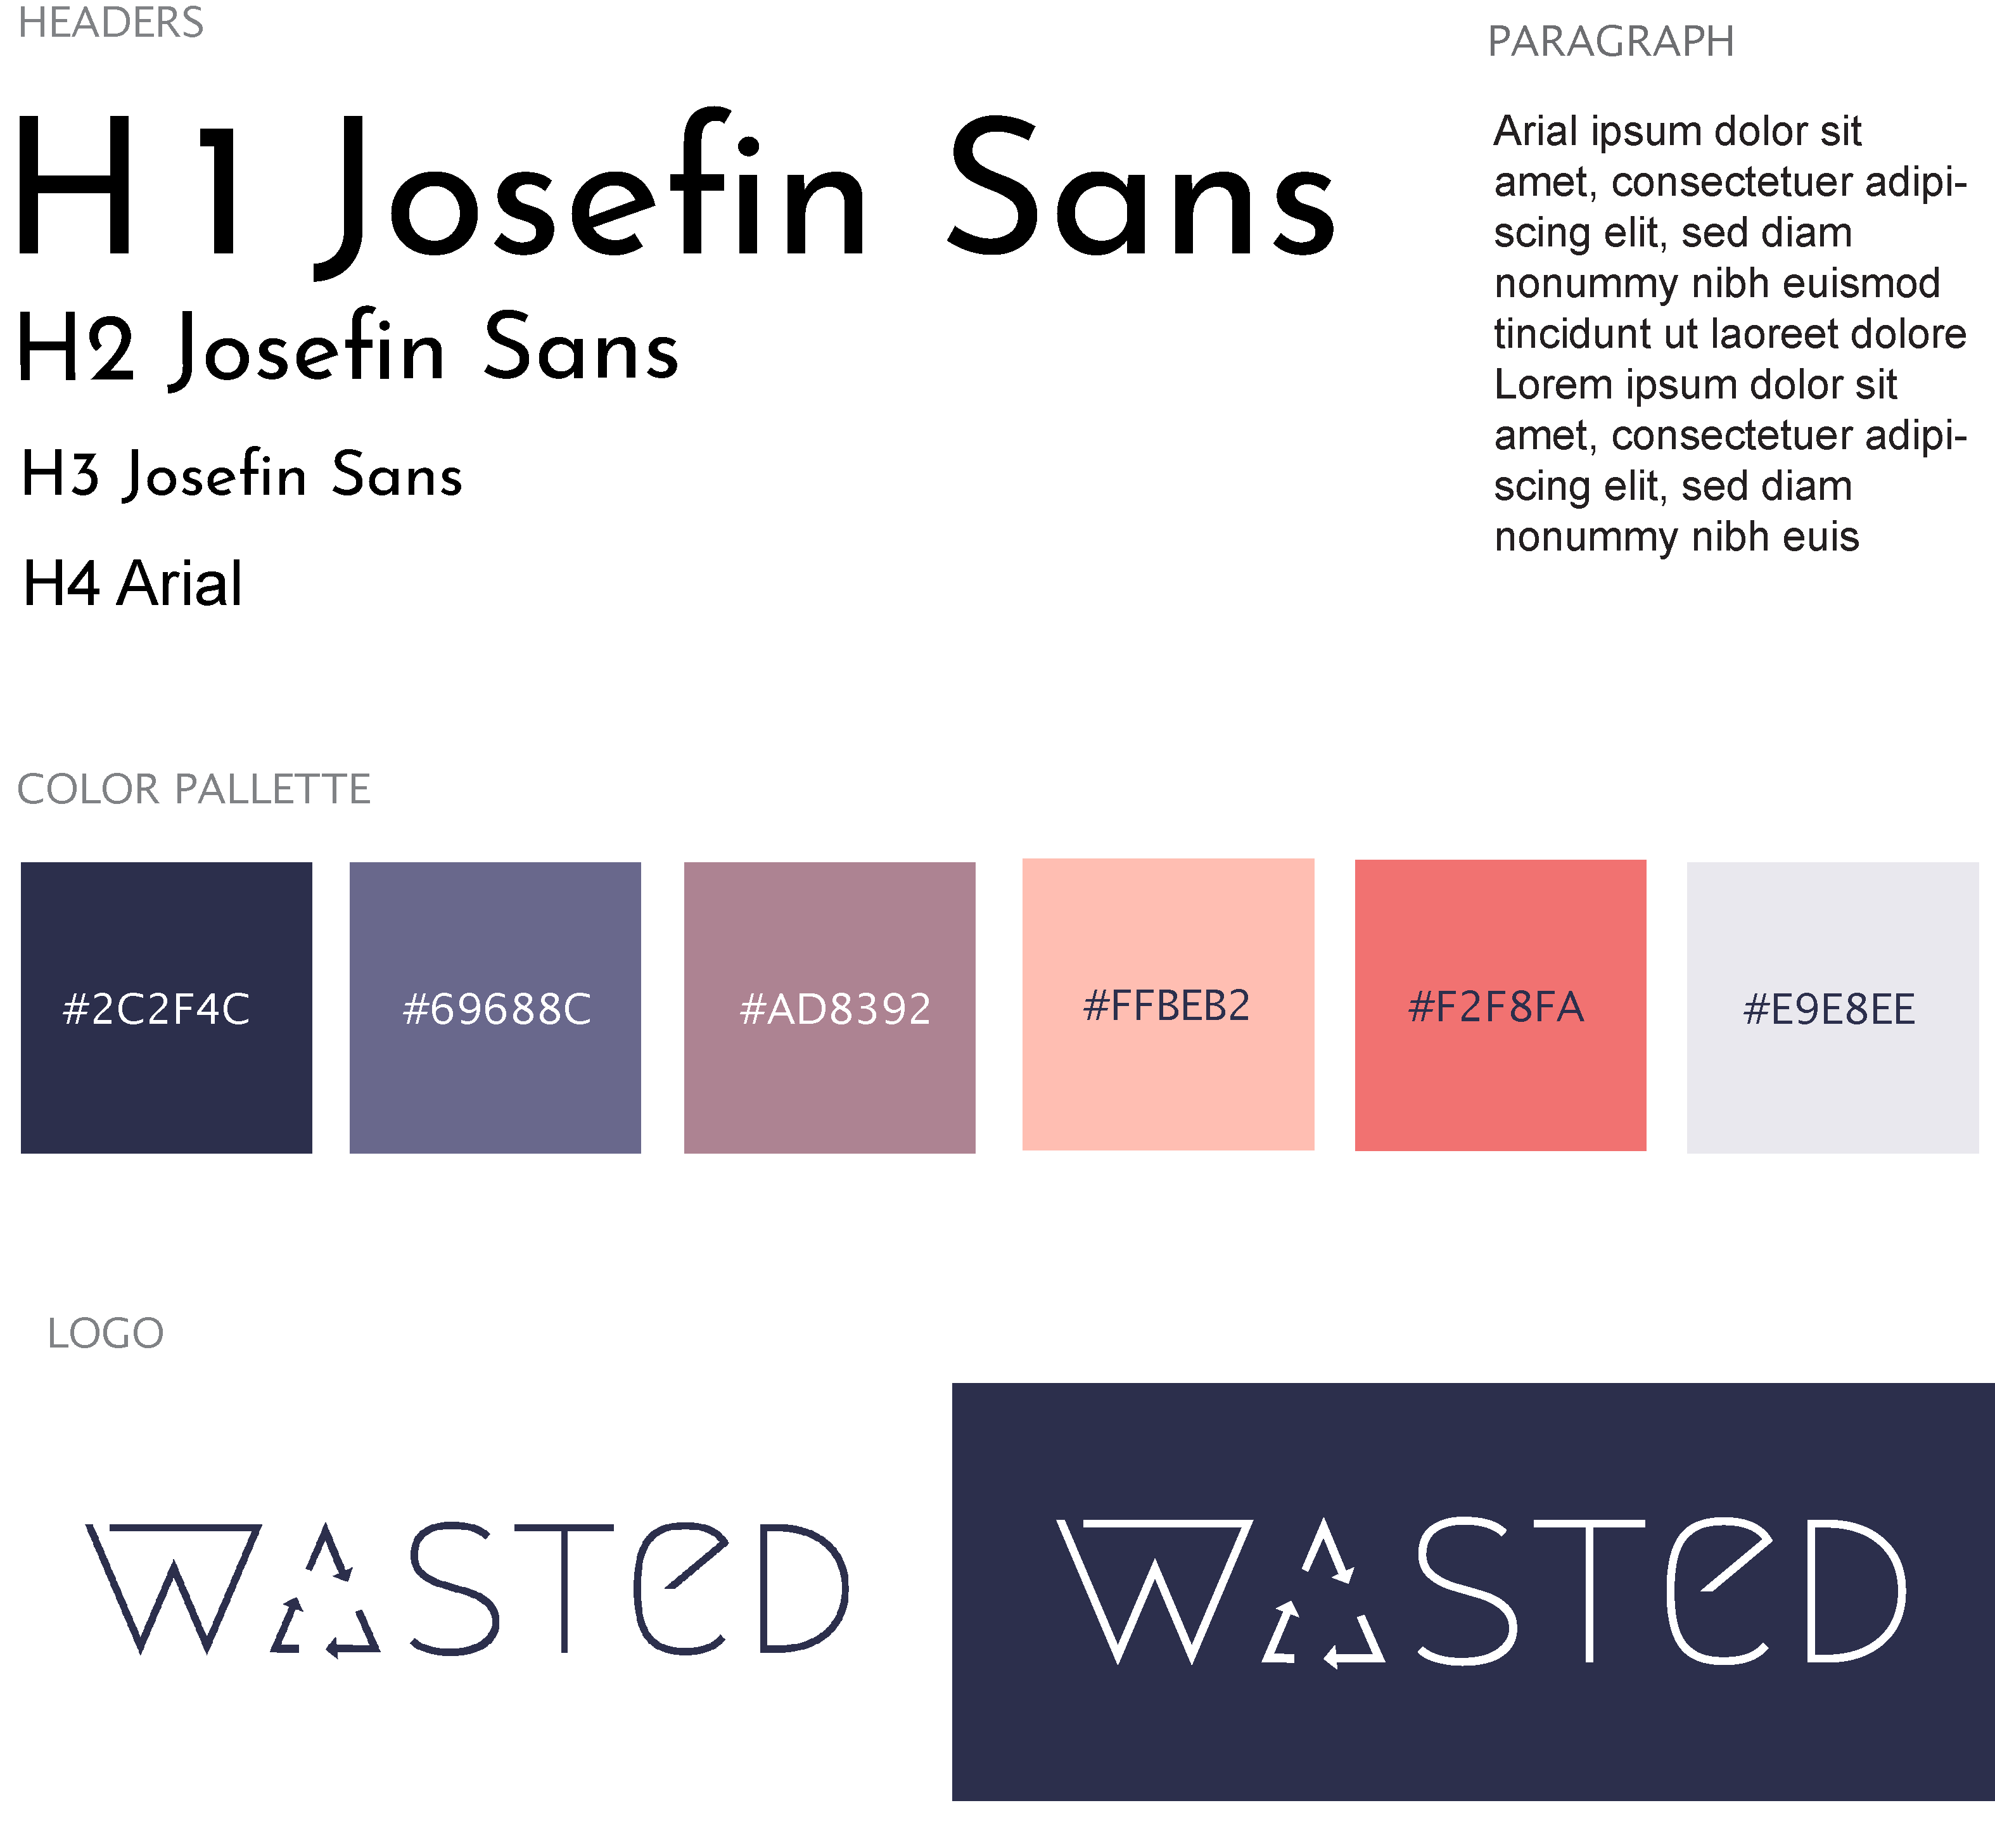 HEADERS
H 1 Josefin Sans
H2 Josefin Sans
H3 Josefin Sans
H4 Arial
PARAGRAPH
Arial ipsum dolor sit
amet, consectetuer adipi-
scing elit, sed diam
nonummy nibh euismod
tincidunt ut laoreet dolore
Lorem ipsum dolor sit
amet, consectetuer adipi-
scing elit, sed diam
nonummy nibh euis
COLOR PALLETTE
#2C2F4C
#69688C
#AD8392
#FFBEB2
#F2F8FA
#E9E8EE
LOGO
WASTeD
WASTeD